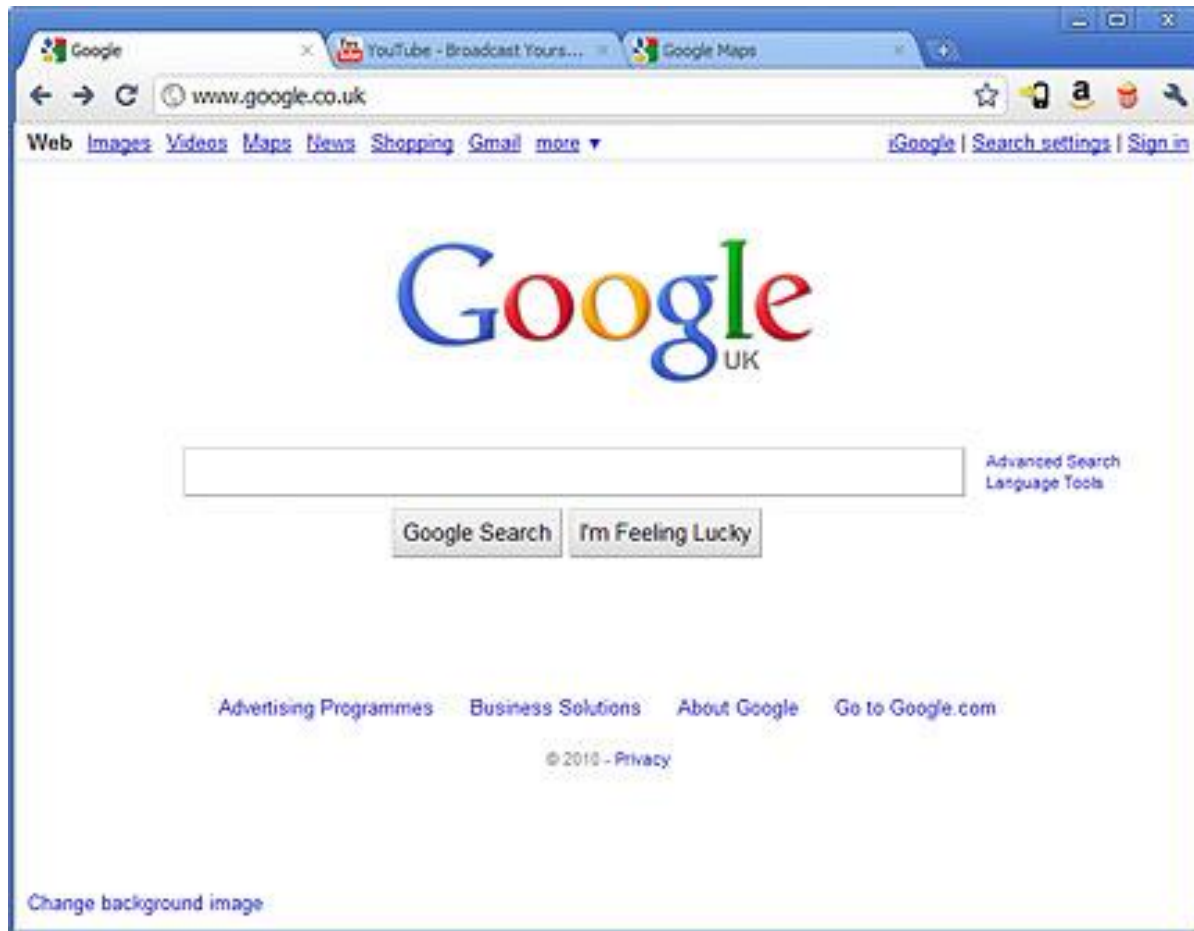 Google YouTube - Broadcast Yours... Google Maps
www.google.co.uk
Web Images Videos Maps News Shopping Gmail more ▼ iGoogle | Search settings | Sign in
Google
UK
Advanced Search
Language Tools
Google Search I'm Feeling Lucky
Advertising Programmes Business Solutions About Google Go to Google.com
© 2010 - Privacy
Change background image